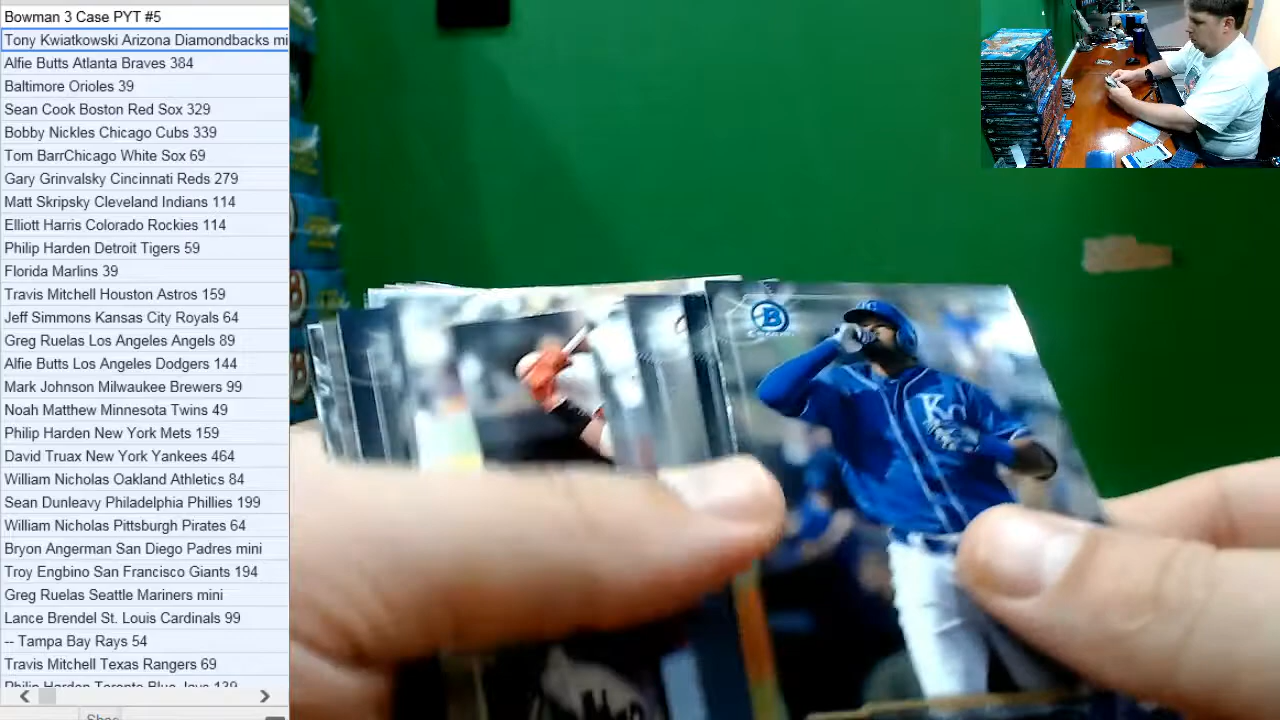 Bowman 3 Case PYT #5
Tony Kwiatkowski Arizona Diamondbacks mi
Alfie Butts Atlanta Braves 384
Baltimore Orioles 39
Sean Cook Boston Red Sox 329
Bobby Nickles Chicago Cubs 339
Tom BarrChicago White Sox 69
Gary Grinvalsky Cincinnati Reds 279
Matt Skripsky Cleveland Indians 114
Elliott Harris Colorado Rockies 114
Philip Harden Detroit Tigers 59
Florida Marlins 39
Travis Mitchell Houston Astros 159
Jeff Simmons Kansas City Royals 64
Greg Ruelas Los Angeles Angels 89
Alfie Butts Los Angeles Dodgers 144
Mark Johnson Milwaukee Brewers 99
Noah Matthew Minnesota Twins 49
Philip Harden New York Mets 159
David Truax New York Yankees 464
William Nicholas Oakland Athletics 84
Sean Dunleavy Philadelphia Phillies 199
William Nicholas Pittsburgh Pirates 64
Bryon Angerman San Diego Padres mini
Troy Engbino San Francisco Giants 194
Greg Ruelas Seattle Mariners mini
Lance Brendel St. Louis Cardinals 99
-- Tampa Bay Rays 54
Travis Mitchell Texas Rangers 69
Philip Harden Toronto Blue Jays 139
B